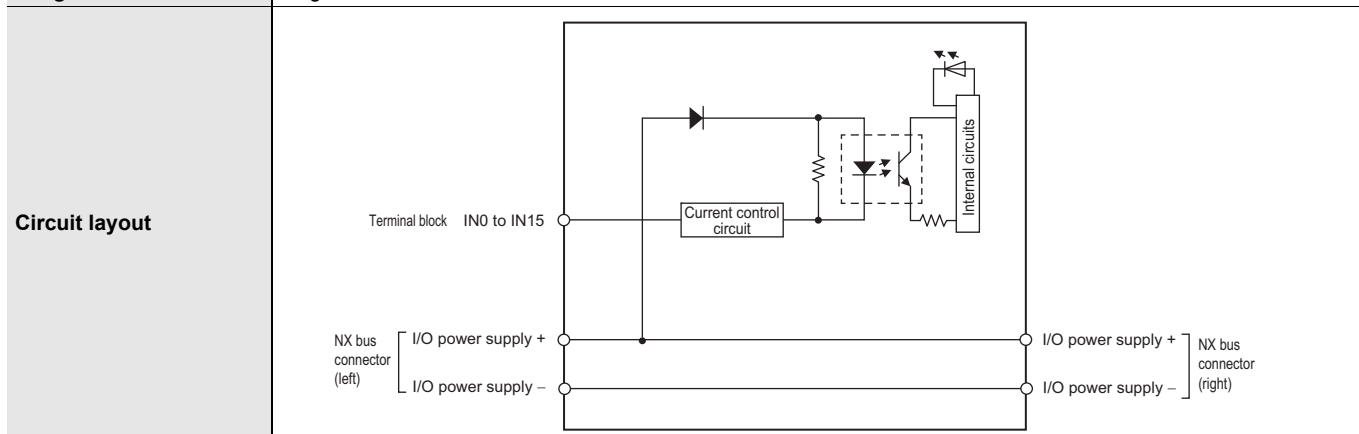 Circuit layout
Terminal block IN0 to IN15
Current control
circuit
Internal circuits
NX bus
connector
(left)
I/O power supply +
I/O power supply −
I/O power supply +
I/O power supply −
NX bus
connector
(right)